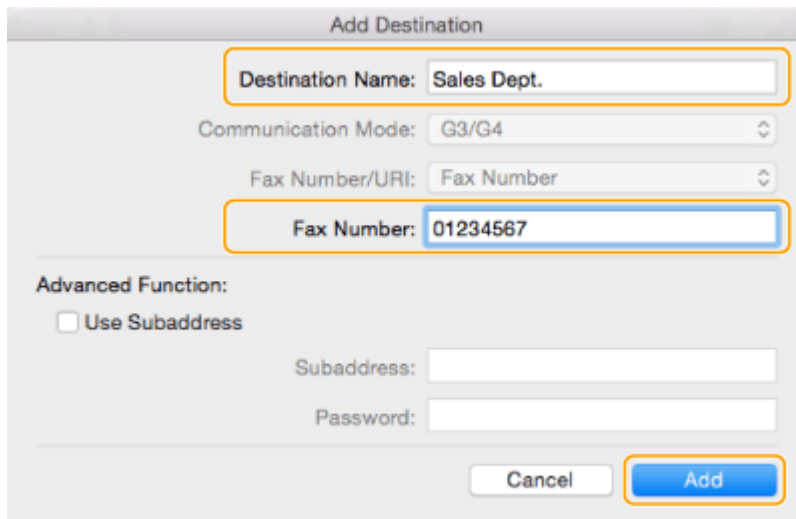 Add Destination
Destination Name: Sales Dept.
Communication Mode: G3/G4
Fax Number/URI: Fax Number
Fax Number: 01234567
Advanced Function:
Use Subaddress
Subaddress:
Password:
Cancel Add